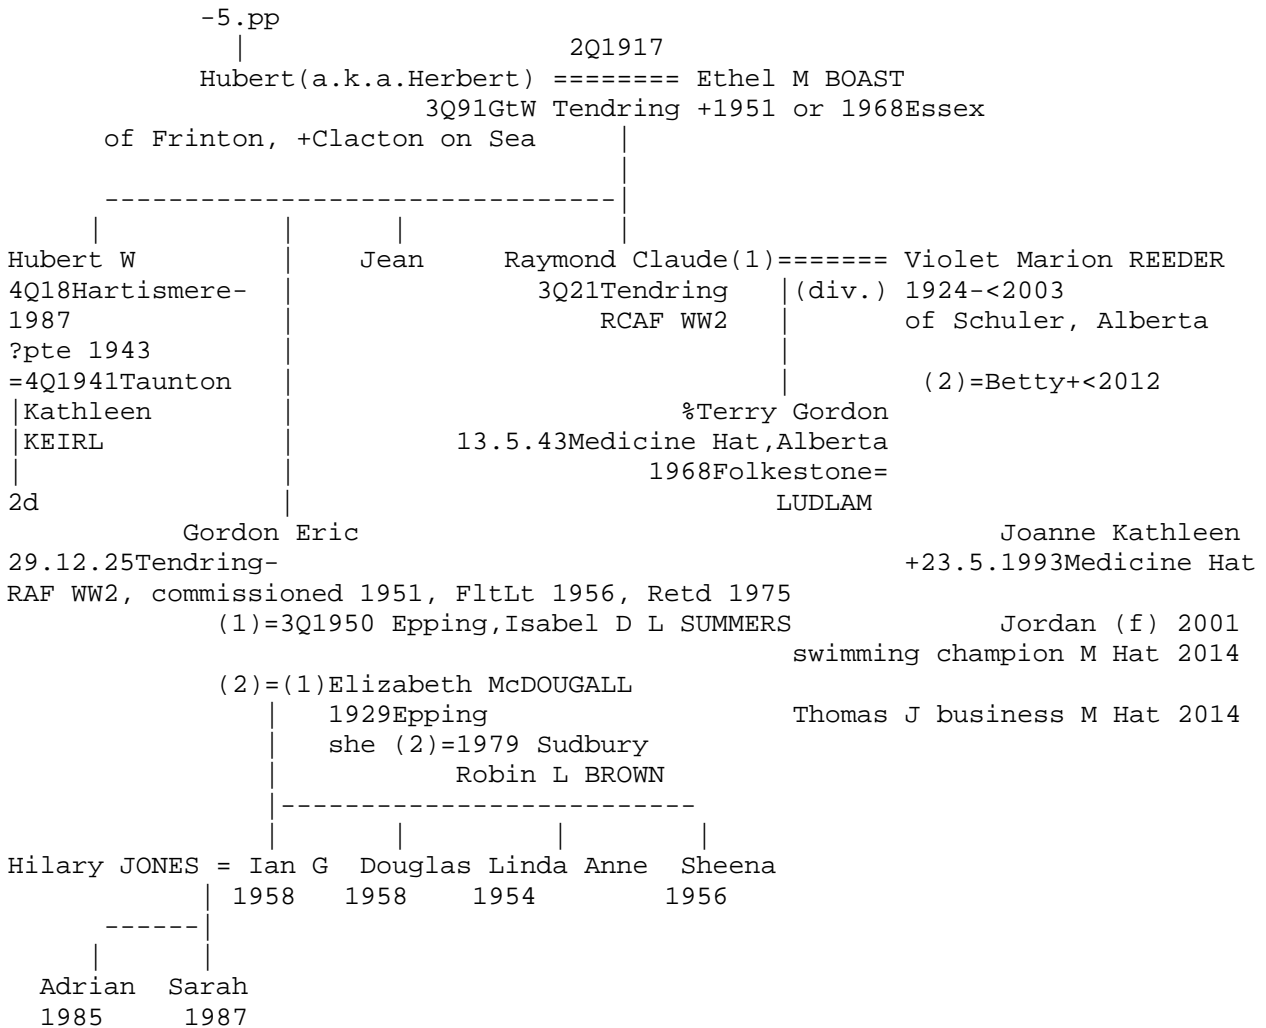 -5.pp
2Q1917
Hubert(a.k.a.Herbert) ======== Ethel M BOAST
3Q91GtW Tendring +1951 or 1968Essex
of Frinton, +Clacton on Sea
Hubert W Jean Raymond Claude(1)======= Violet Marion REEDER
4Q18Hartismere- 3Q21Tendring (div.) 1924-<2003
1987 RCAF WW2 of Schuler, Alberta
?pte 1943
=4Q1941Taunton (2)=Betty+<2012
Kathleen %Terry Gordon
KEIRL 13.5.43Medicine Hat,Alberta
1968Folkestone=
2d LUDLAM
Gordon Eric Joanne Kathleen
29.12.25Tendring- +23.5.1993Medicine Hat
RAF WW2, commissioned 1951, FltLt 1956, Retd 1975
(1)=3Q1950 Epping,Isabel D L SUMMERS Jordan (f) 2001
swimming champion M Hat 2014
(2)=(1)Elizabeth McDOUGALL
1929Epping Thomas J business M Hat 2014
she (2)=1979 Sudbury
Robin L BROWN
Hilary JONES = Ian G Douglas Linda Anne Sheena
1958 1958 1954 1956
Adrian Sarah
1985 1987